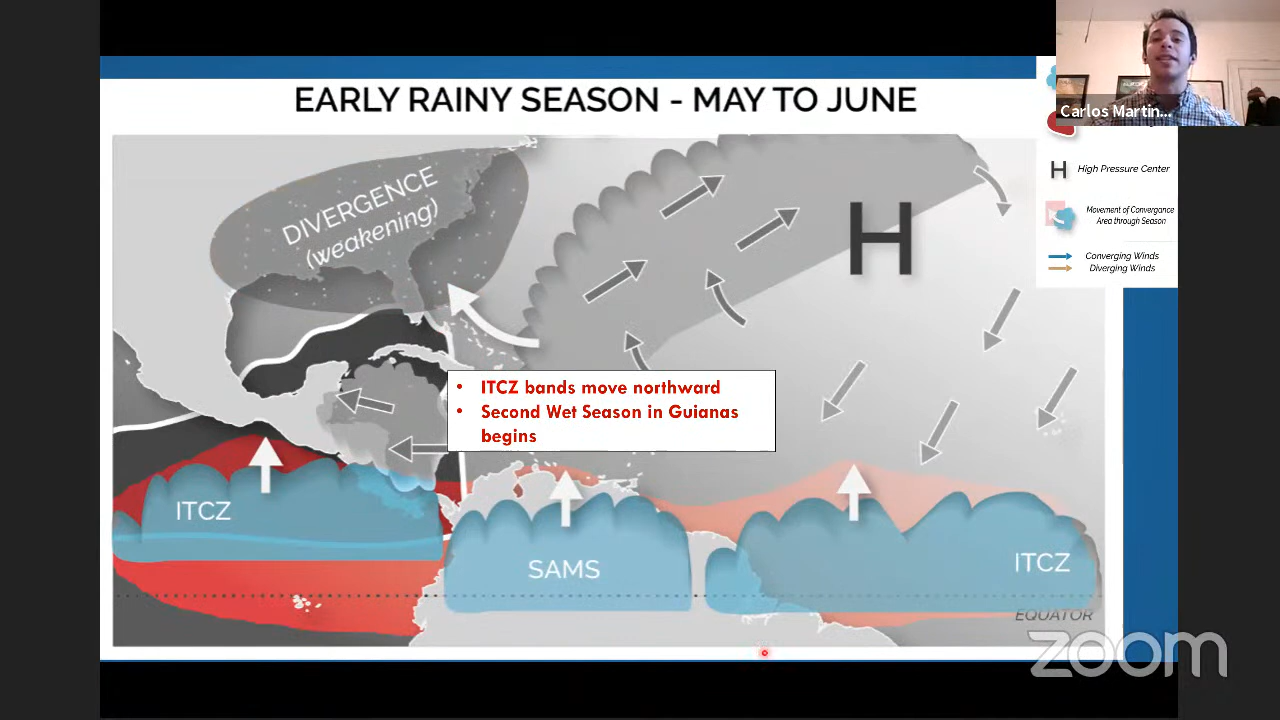 EARLY RAINY SEASON - MAY TO JUNE
Carlos Martin...
DIVERGENCE
(weakening)
H
H High Pressure Center
Movement of Convergance
Area through Season
Converging Winds
Diverging Winds
• ITCZ bands move northward
• Second Wet Season in Guianas
begins
ITCZ
SAMS
ITCZ
EQUATOR
zoom